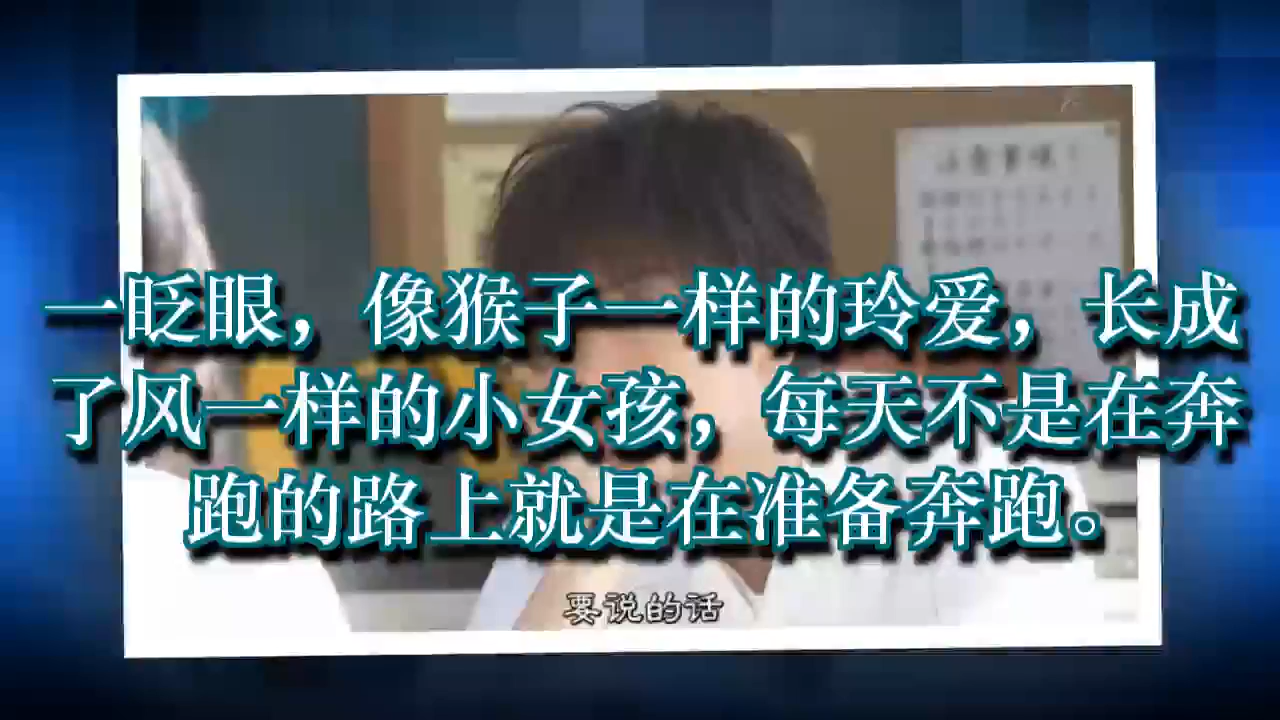 一眨眼，像猴子一样的玲爱，长成
了风一样的小女孩，每天不是在奔
跑的路上就是在准备奔跑。
要说的话